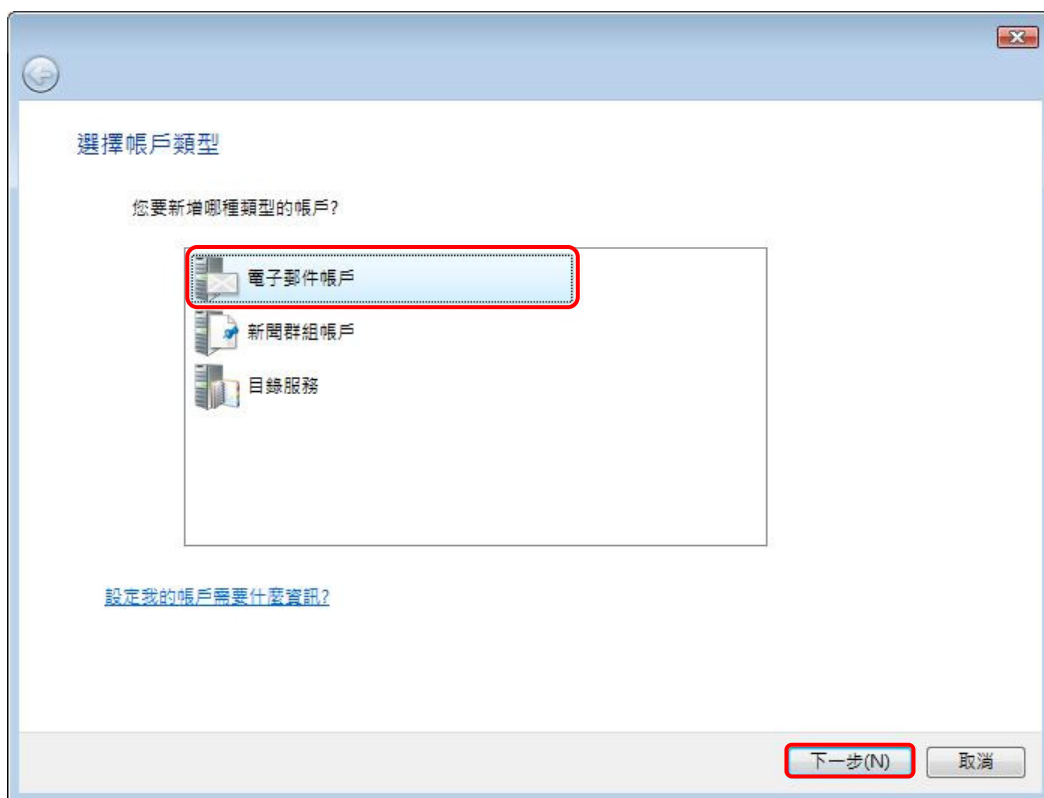 選擇帳戶類型
您要新增哪種類型的帳戶?
電子郵件帳戶
新聞群組帳戶
目錄服務
設定我的帳戶需要什麼資訊?
下一步(N)
取消